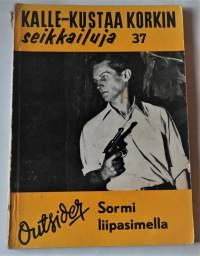 KALLE-KUSTAA KORKIN
seikkailuja 37
Outsider
Sormi
liipasimella